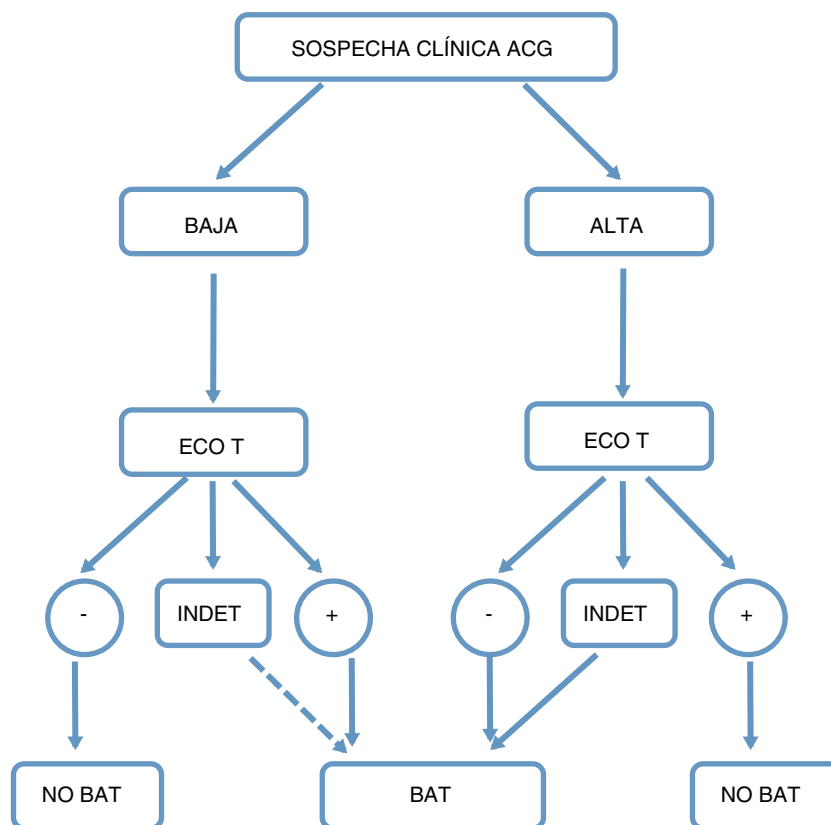 SOSPECHA CLÍNICA ACG
BAJA
ALTA
ECO T
ECO T
-
INDET
+
-
INDET
+
NO BAT
BAT
NO BAT